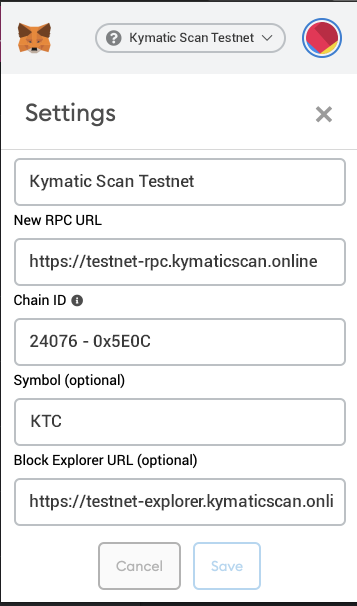 Kymatic Scan Testnet
Settings
Kymatic Scan Testnet
New RPC URL
https://testnet-rpc.kymaticscan.online
Chain ID
24076 - 0x5E0C
Symbol (optional)
KTC
Block Explorer URL (optional)
https://testnet-explorer.kymaticscan.onli
Cancel
Save